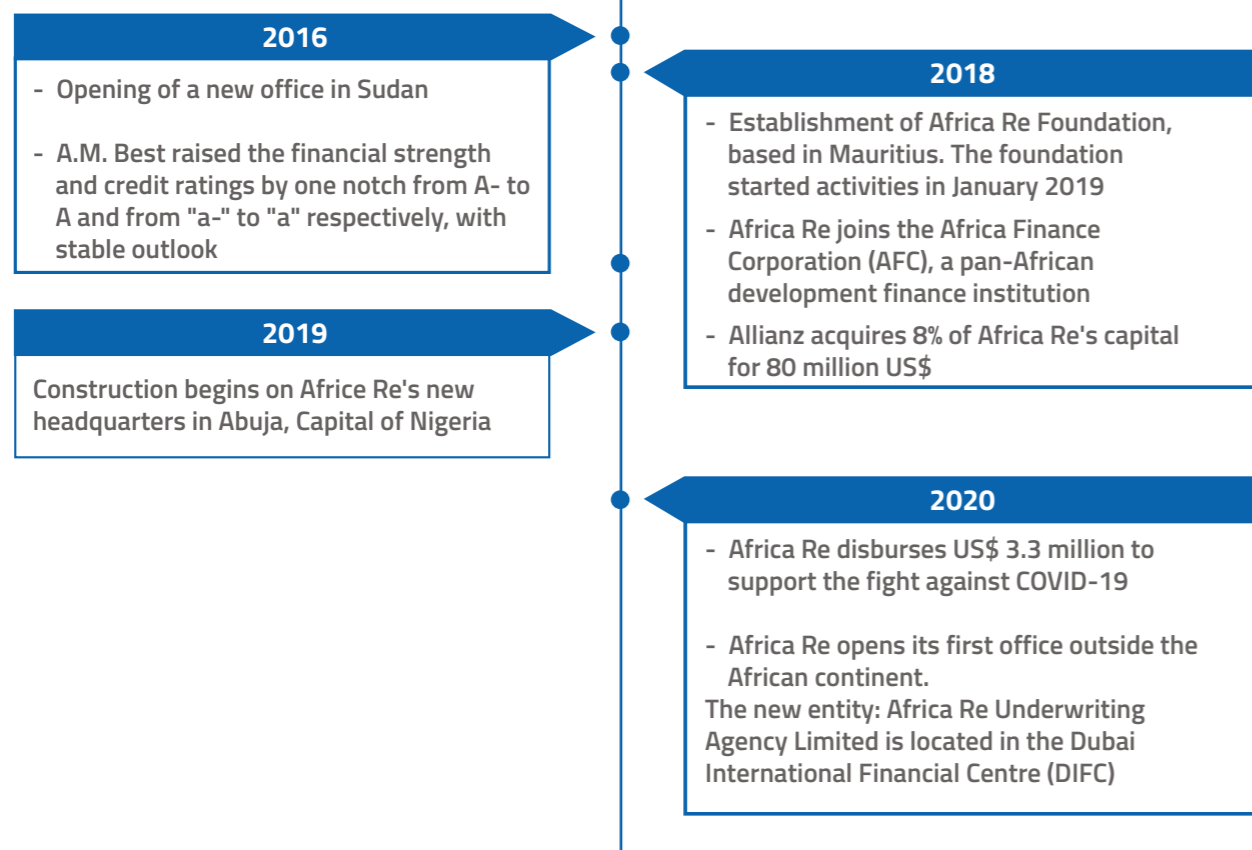 2016
- Opening of a new office in Sudan
- A.M. Best raised the financial strength
and credit ratings by one notch from A- to
A and from "a-" to "a" respectively, with
stable outlook
2018
- Establishment of Africa Re Foundation,
based in Mauritius. The foundation
started activities in January 2019
- Africa Re joins the Africa Finance
Corporation (AFC), a pan-African
development finance institution
- Allianz acquires 8% of Africa Re's capital
for 80 million US$
2019
Construction begins on Africe Re's new
headquarters in Abuja, Capital of Nigeria
2020
- Africa Re disburses US$ 3.3 million to
support the fight against COVID-19
- Africa Re opens its first office outside the
African continent.
The new entity: Africa Re Underwriting
Agency Limited is located in the Dubai
International Financial Centre (DIFC)